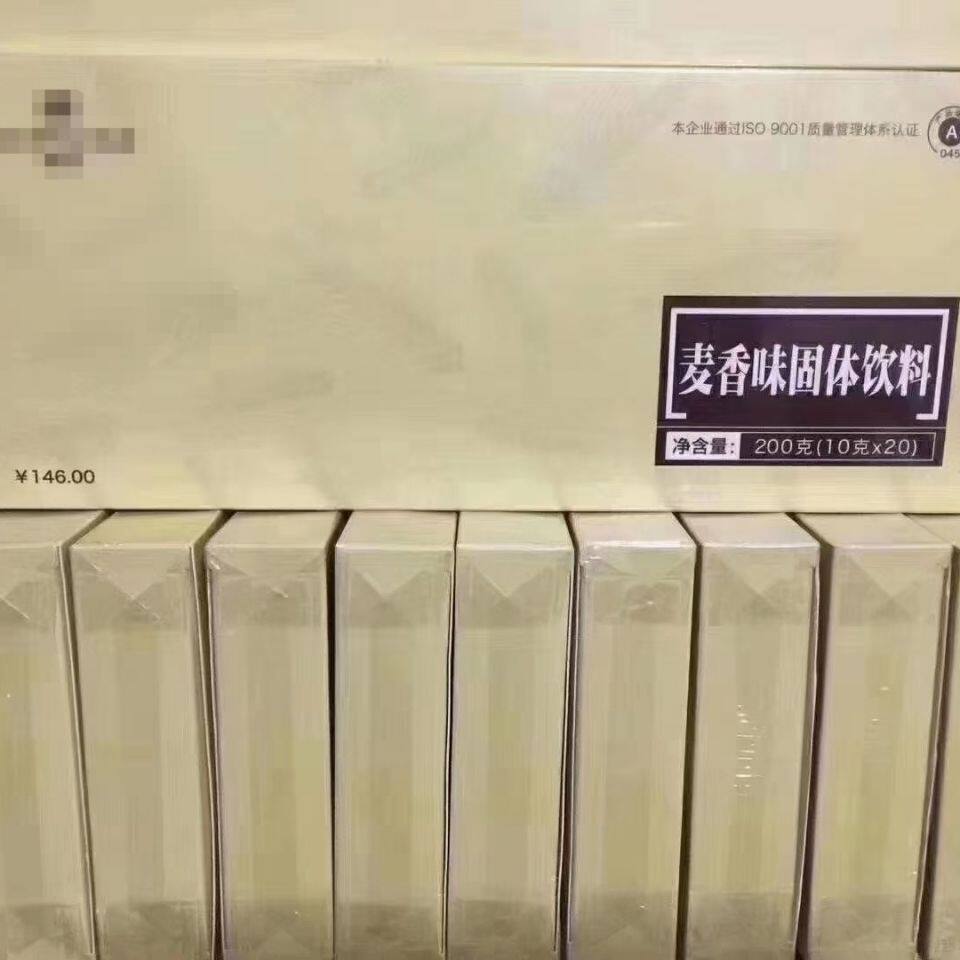 本企业通过ISO 9001质量管理体系认证
A
045
麦香味固体饮料
净含量: 200克(10克x20)
¥146.00